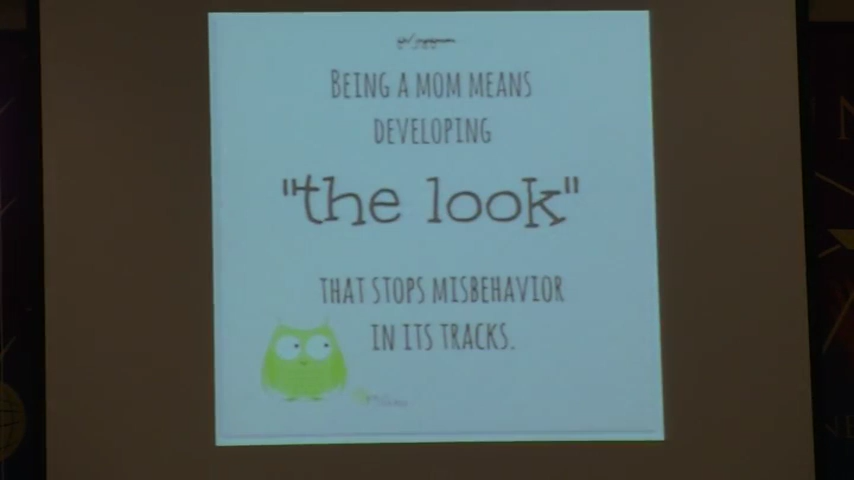 BEING A MOM MEANS
DEVELOPING
"the look"
THAT STOPS MISBEHAVIOR
IN ITS TRACKS.